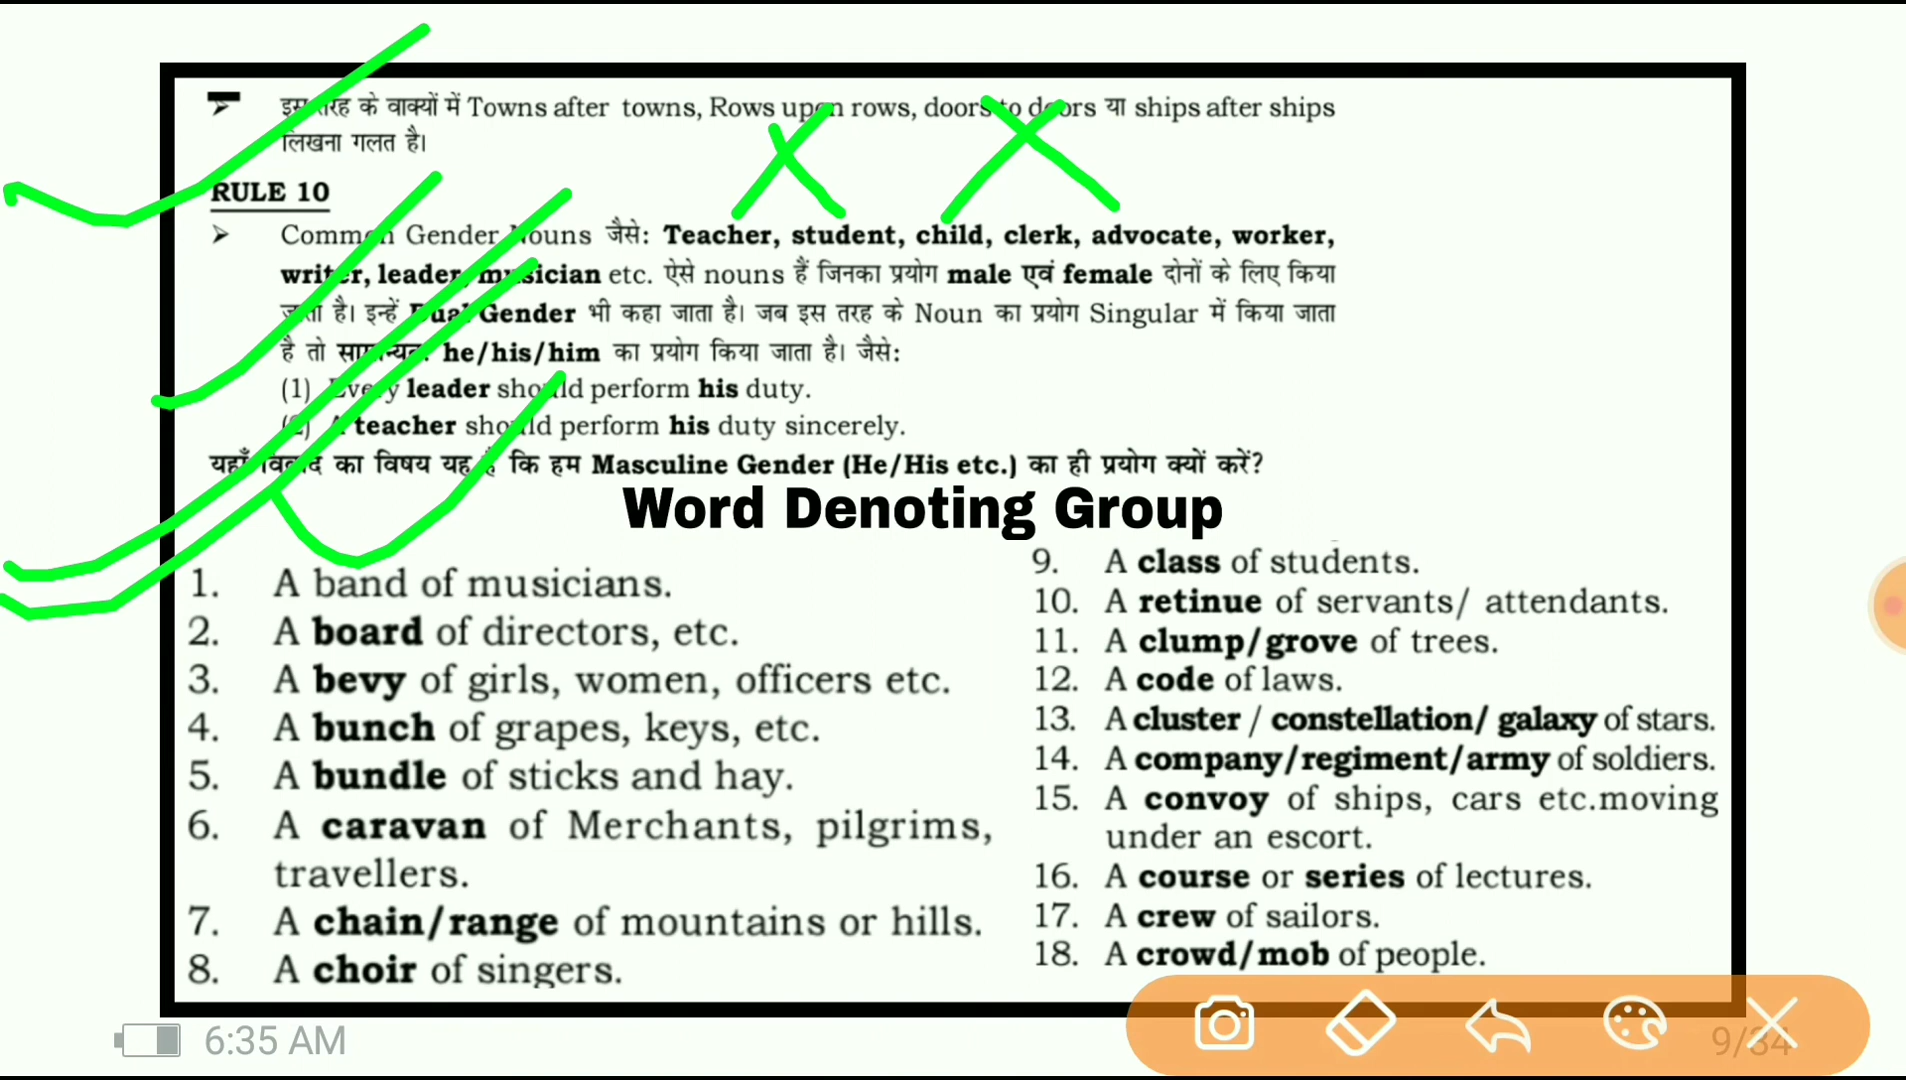 इस तरह के वाक्यों में Towns after towns, Rows upon rows, doors to doors या ships after ships
लिखना गलत है।
RULE 10
Common Gender Nouns जैसे: Teacher, student, child, clerk, advocate, worker,
writer, leader, musician etc. ऐसे nouns हैं जिनका प्रयोग male एवं female दोनों के लिए किया
जाता है। इन्हें Dual Gender भी कहा जाता है। जब इस तरह के Noun का प्रयोग Singular में किया जाता
है तो सामान्यतः he/his/him का प्रयोग किया जाता है। जैसे:
(1) Every leader should perform his duty.
(2) A teacher should perform his duty sincerely.
यहाँ विवाद का विषय यह है कि हम Masculine Gender (He/His etc.) का ही प्रयोग क्यों करें?
Word Denoting Group
1. A band of musicians.
2. A board of directors, etc.
3. A bevy of girls, women, officers etc.
4. A bunch of grapes, keys, etc.
5. A bundle of sticks and hay.
6. A caravan of Merchants, pilgrims,
travellers.
7. A chain/range of mountains or hills.
8. A choir of singers.
9. A class of students.
10. A retinue of servants/ attendants.
11. A clump/grove of trees.
12. A code of laws.
13. A cluster / constellation/ galaxy of stars.
14. A company/regiment/army of soldiers.
15. A convoy of ships, cars etc.moving
under an escort.
16. A course or series of lectures.
17. A crew of sailors.
18. A crowd/mob of people.
6:35 AM
9/34